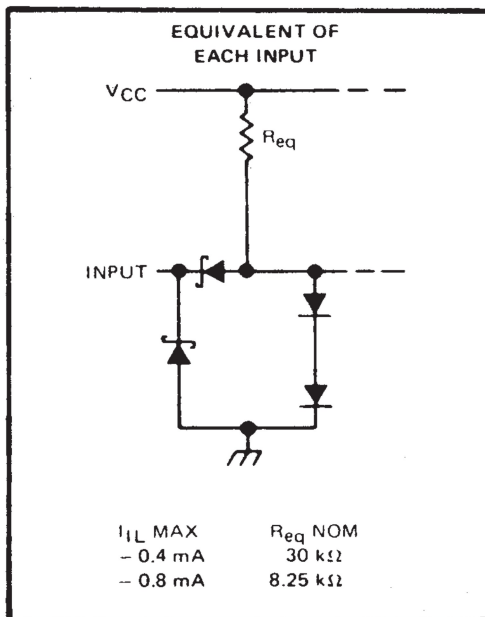 EQUIVALENT OF
EACH INPUT
VCC
Req
INPUT
IIL MAX Req NOM
– 0.4 mA 30 kΩ
– 0.8 mA 8.25 kΩ